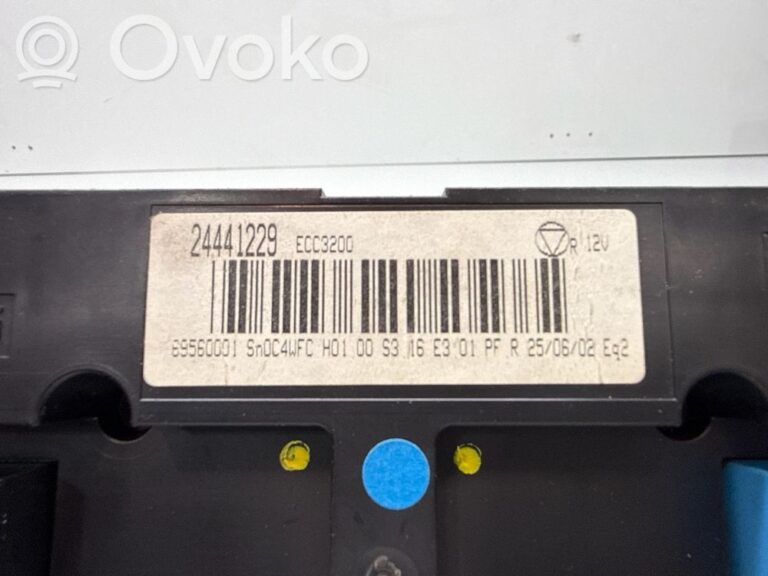 Ovoko
24441229 ECC3200 R 12V
69560001 Sn0C4WFC H01 00 S3 16 E3 01 PF R 25/06/02 Eq2